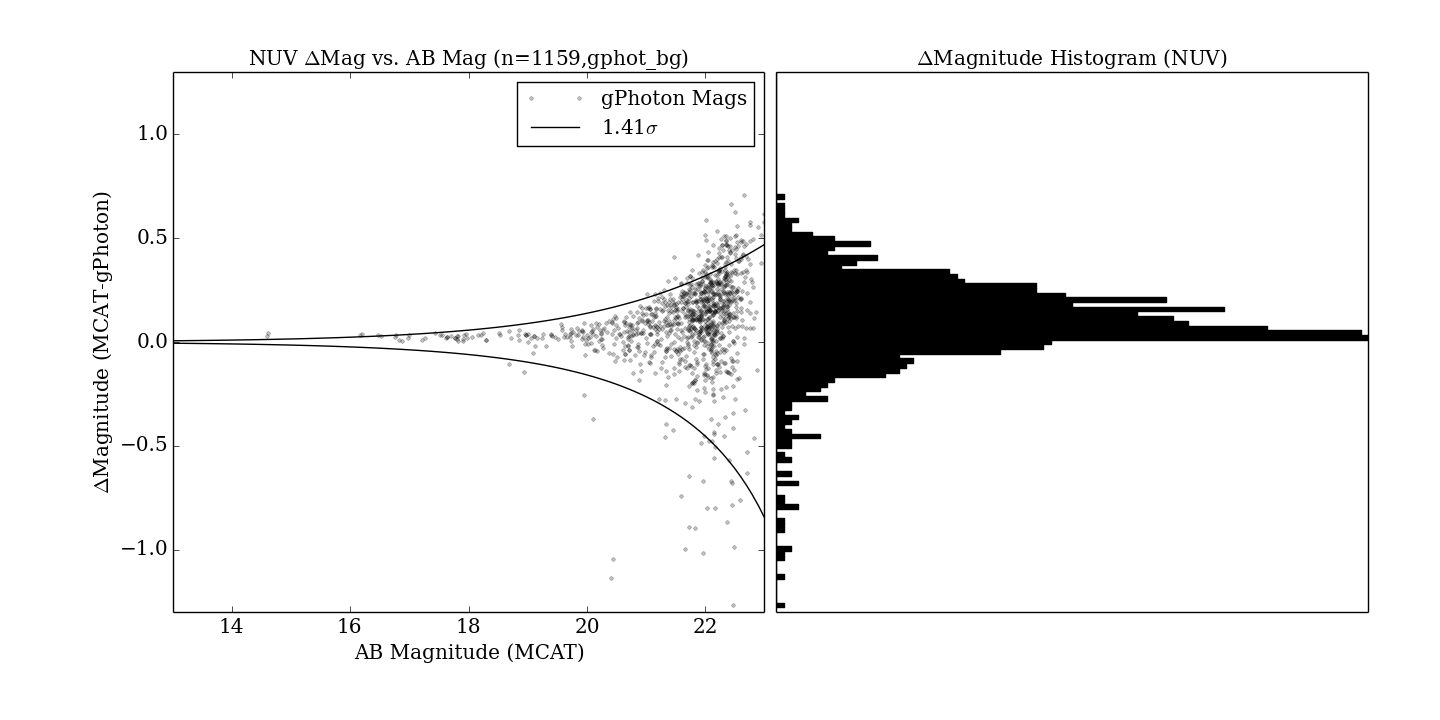 NUV ΔMag vs. AB Mag (n=1159,gphot_bg)
ΔMagnitude Histogram (NUV)
gPhoton Mags
1.41σ
1.0
0.5
0.0
−0.5
−1.0
ΔMagnitude (MCAT-gPhoton)
14 16 18 20 22
AB Magnitude (MCAT)